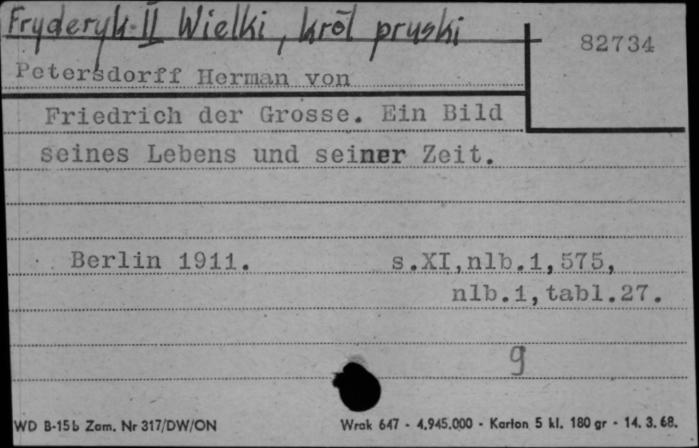 Fryderyk II Wielki, król pruski
82734
Petersdorff Herman von
Friedrich der Grosse. Ein Bild
seines Lebens und seiner Zeit.
Berlin 1911. s.XI,nlb.1,575,
nlb.1,tabl.27.
g
WD B-15b Zam. Nr 317/DW/ON Wrak 647 - 4.945.000 - Karton 5 kl. 180 gr - 14. 3. 68.